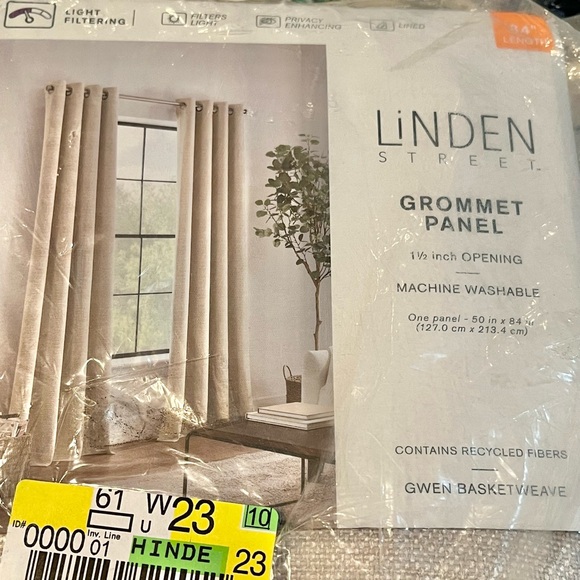 LIGHT
FILTERING
FILTERS
LIGHT
PRIVACY
ENHANCING
LINED
84"
LENGTH
LiNDEN
STREET
GROMMET
PANEL
1½ inch OPENING
MACHINE WASHABLE
One panel - 50 in x 84 in
(127.0 cm x 213.4 cm)
CONTAINS RECYCLED FIBERS
GWEN BASKETWEAVE
61 W23 10
U
ID# 0000 Inv. Line 01 HINDE 23